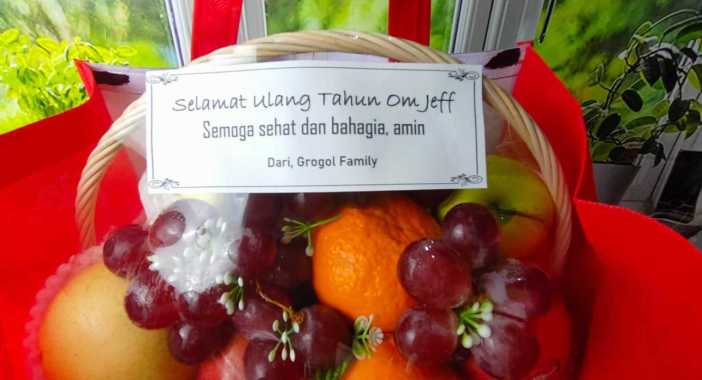 Selamat Ulang Tahun Om Jeff
Semoga sehat dan bahagia, amin
Dari, Grogol Family